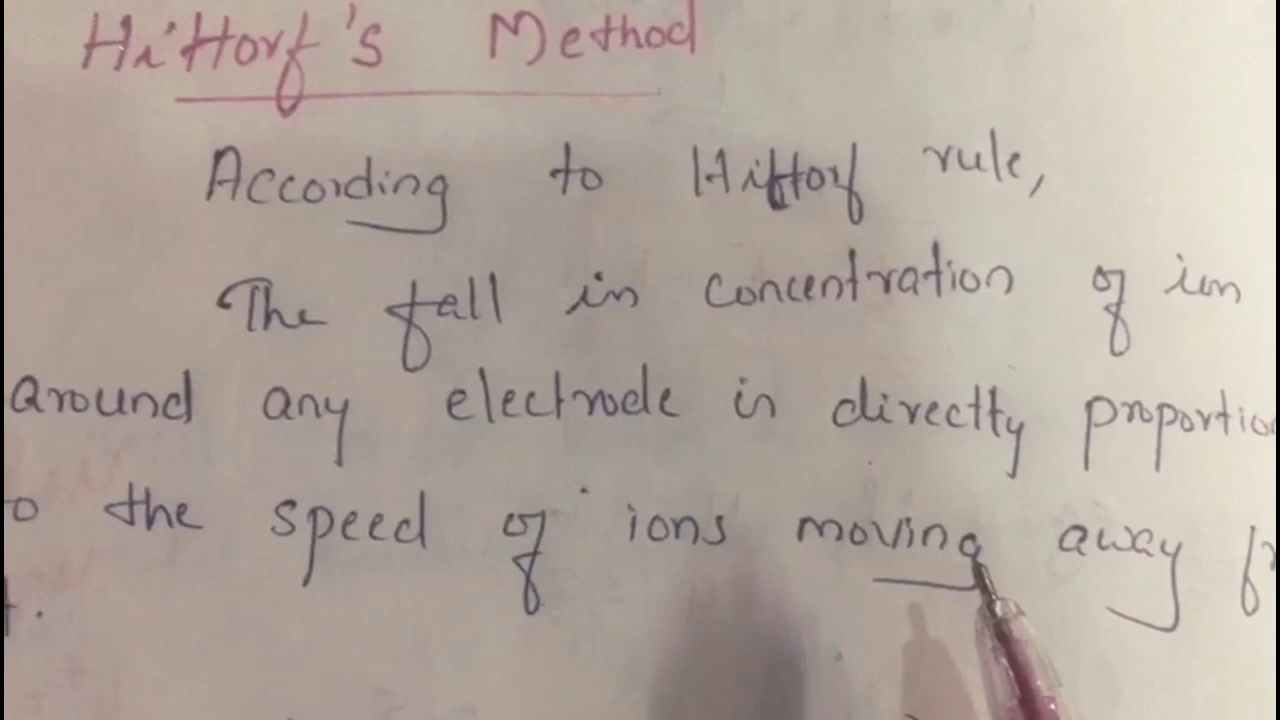 Hittorf's Method
According to Hittorf rule,
The fall in concentration of ion
around any electrode is directly proportio
o the speed of ions moving away f
t.